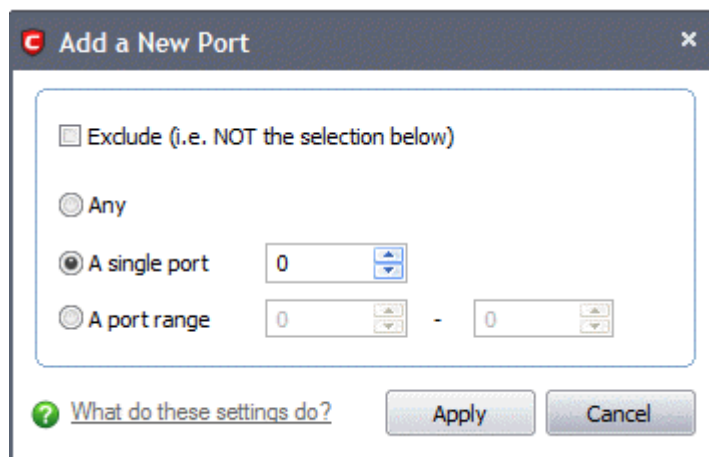 Add a New Port
Exclude (i.e. NOT the selection below)
Any
A single port 0
A port range 0 - 0
What do these settings do? Apply Cancel